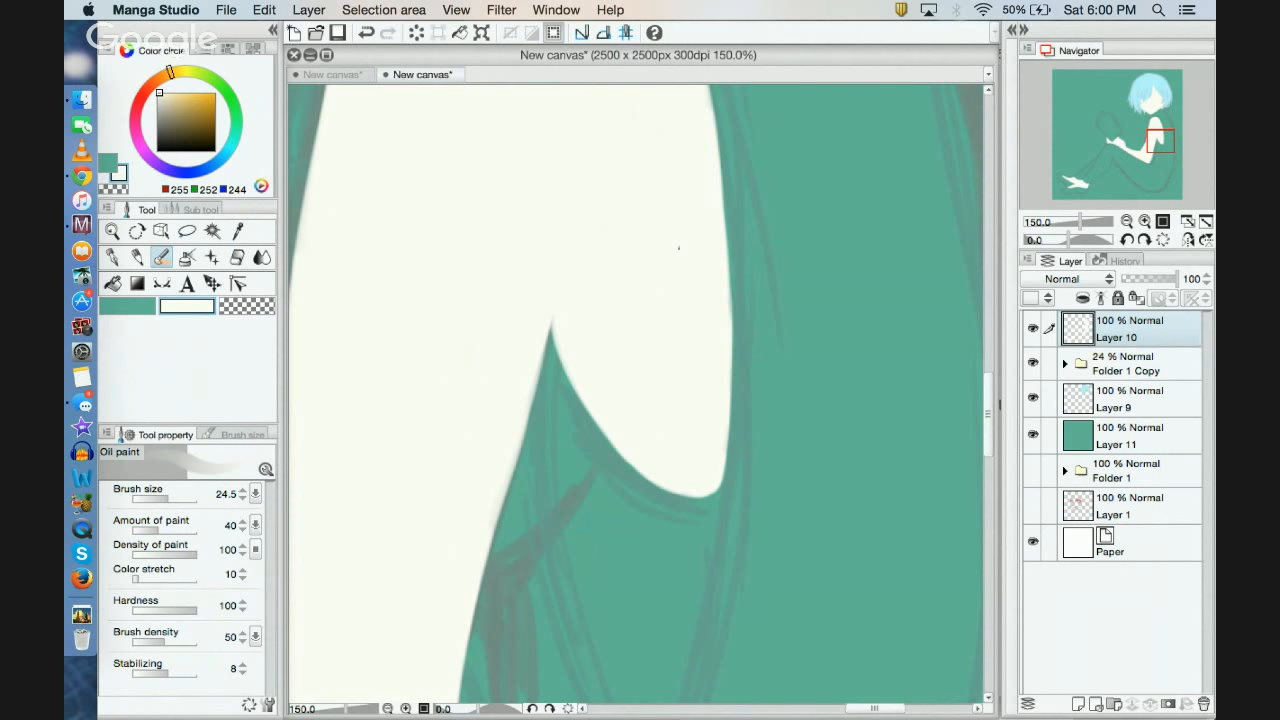 Manga Studio File Edit Layer Selection area View Filter Window Help
50% Sat 6:00 PM
Google
Color circle
255 252 244
Tool Sub tool
Tool property Brush size
Oil paint
Brush size 24.5
Amount of paint 40
Density of paint 100
Color stretch 10
Hardness 100
Brush density 50
Stabilizing 8
New canvas* (2500 x 2500px 300dpi 150.0%)
New canvas* New canvas*
150.0 0.0
Navigator
150.0
0.0
Layer History
Normal 100
100 % Normal
Layer 10
24 % Normal
Folder 1 Copy
100 % Normal
Layer 9
100 % Normal
Layer 11
100 % Normal
Folder 1
100 % Normal
Layer 1
Paper